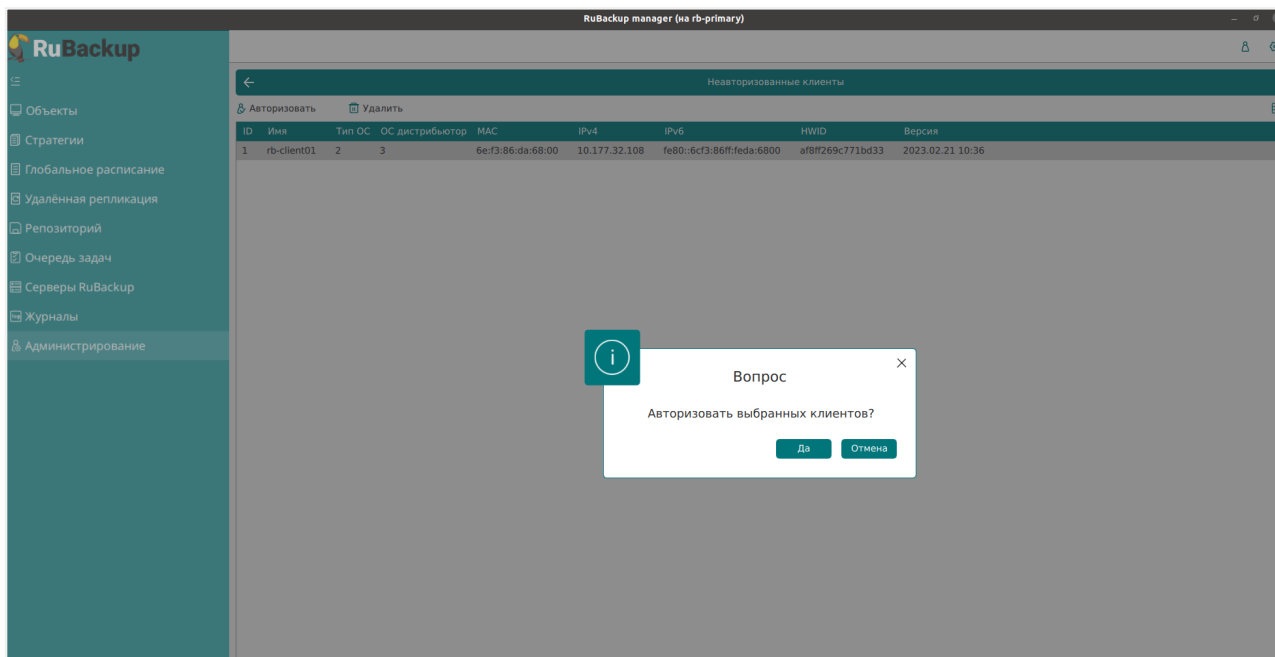 RuBackup manager (на rb-primary)
RuBackup
Неавторизованные клиенты
Авторизовать Удалить
ID Имя Тип ОС ОС дистрибьютор MAC IPv4 IPv6 HWID Версия
1 rb-client01 2 3 6e:f3:86:da:68:00 10.177.32.108 fe80::6cf3:86ff:feda:6800 af8ff269c771bd33 2023.02.21 10:36
Объекты
Стратегии
Глобальное расписание
Удалённая репликация
Репозиторий
Очередь задач
Серверы RuBackup
Журналы
Администрирование
Вопрос
Авторизовать выбранных клиентов?
Да Отмена